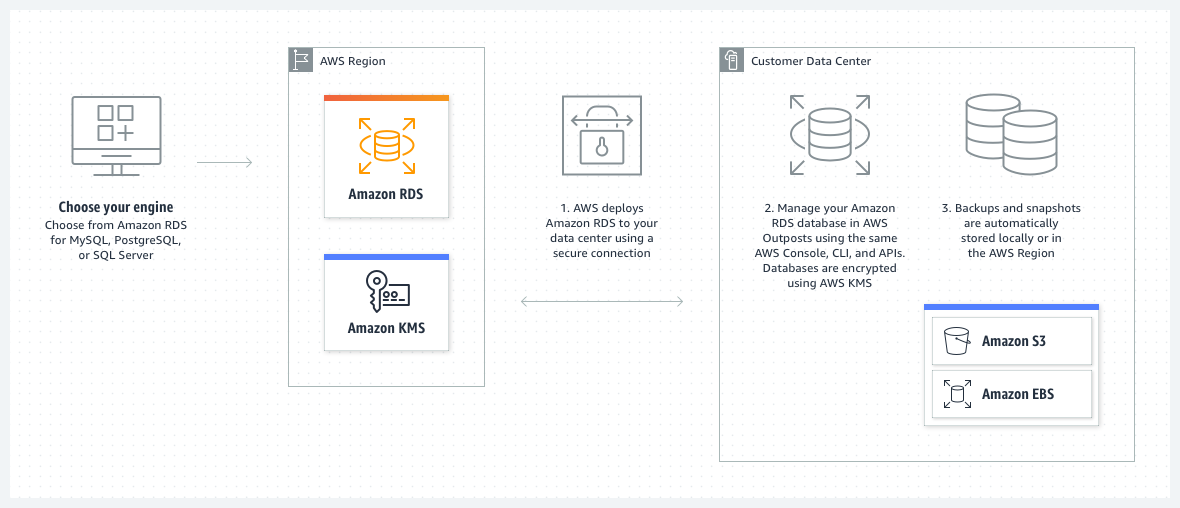 Choose your engine
Choose from Amazon RDS
for MySQL, PostgreSQL,
or SQL Server
AWS Region
Amazon RDS
Amazon KMS
1. AWS deploys
Amazon RDS to your
data center using a
secure connection
Customer Data Center
2. Manage your Amazon
RDS database in AWS
Outposts using the same
AWS Console, CLI, and APIs.
Databases are encrypted
using AWS KMS
3. Backups and snapshots
are automatically
stored locally or in
the AWS Region
Amazon S3
Amazon EBS